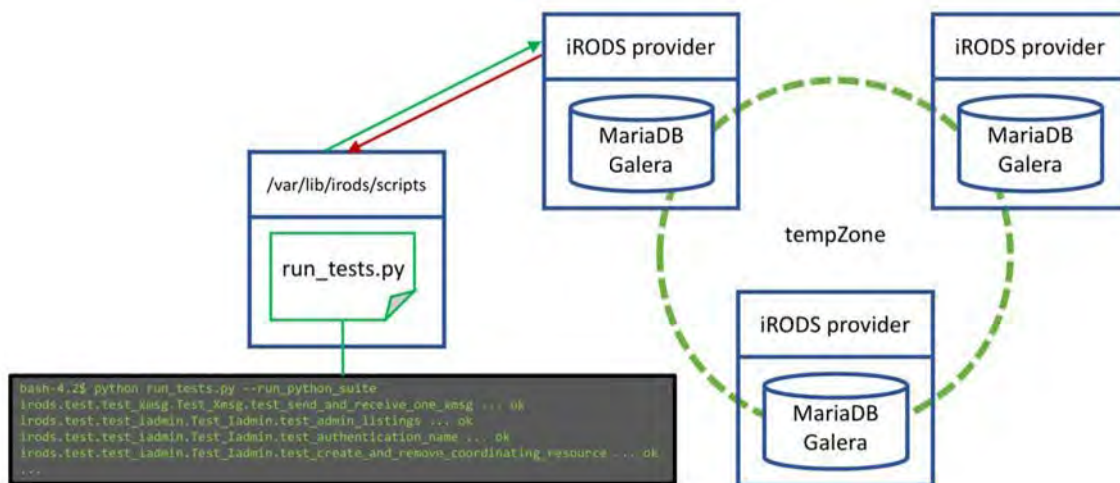 iRODS provider
MariaDB
Galera
iRODS provider
MariaDB
Galera
/var/lib/irods/scripts
run_tests.py
tempZone
iRODS provider
MariaDB
Galera
bash-4.2$ python run_tests.py --run_python_suite
irods.test.test_xmsg.Test_Xmsg.test_send_and_receive_one_xmsg ... ok
irods.test.test_iadmin.Test_Iadmin.test_admin_listings ... ok
irods.test.test_iadmin.Test_Iadmin.test_authentication_name ... ok
irods.test.test_iadmin.Test_Iadmin.test_create_and_remove_coordinating_resource ... ok
...